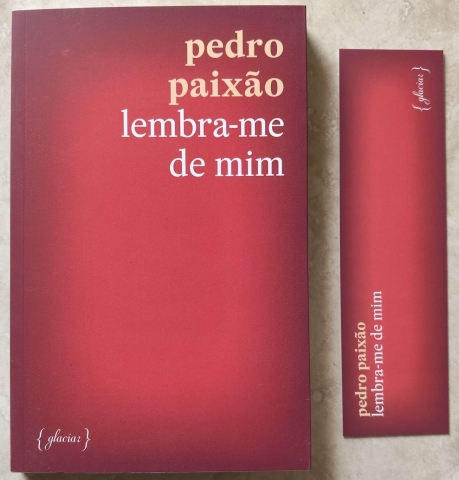 pedro
paixão
lembra-me
de mim
{glaciar}
{glaciar}
pedro paixão
lembra-me de mim